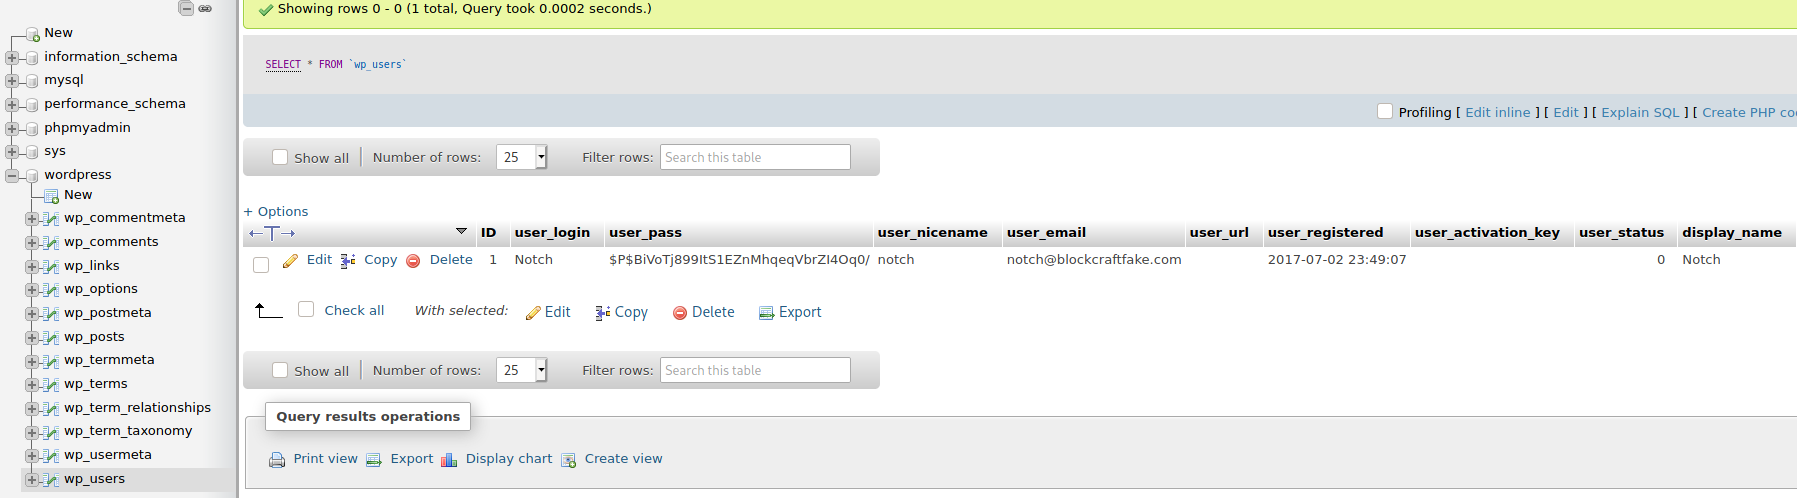 Showing rows 0 - 0 (1 total, Query took 0.0002 seconds.)
New
information_schema
mysql
performance_schema
phpmyadmin
sys
wordpress
New
wp_commentmeta
wp_comments
wp_links
wp_options
wp_postmeta
wp_posts
wp_termmeta
wp_terms
wp_term_relationships
wp_term_taxonomy
wp_usermeta
wp_users
SELECT * FROM `wp_users`
Profiling [ Edit inline ] [ Edit ] [ Explain SQL ] [ Create PHP co
Show all Number of rows: 25 Filter rows: Search this table
+ Options
←T→ ID user_login user_pass user_nicename user_email user_url user_registered user_activation_key user_status display_name
Edit Copy Delete 1 Notch $P$BiVoTj899ItS1EZnMhqeqVbrZI4Oq0/ notch notch@blockcraftfake.com 2017-07-02 23:49:07 0 Notch
Check all With selected: Edit Copy Delete Export
Show all Number of rows: 25 Filter rows: Search this table
Query results operations
Print view Export Display chart Create view